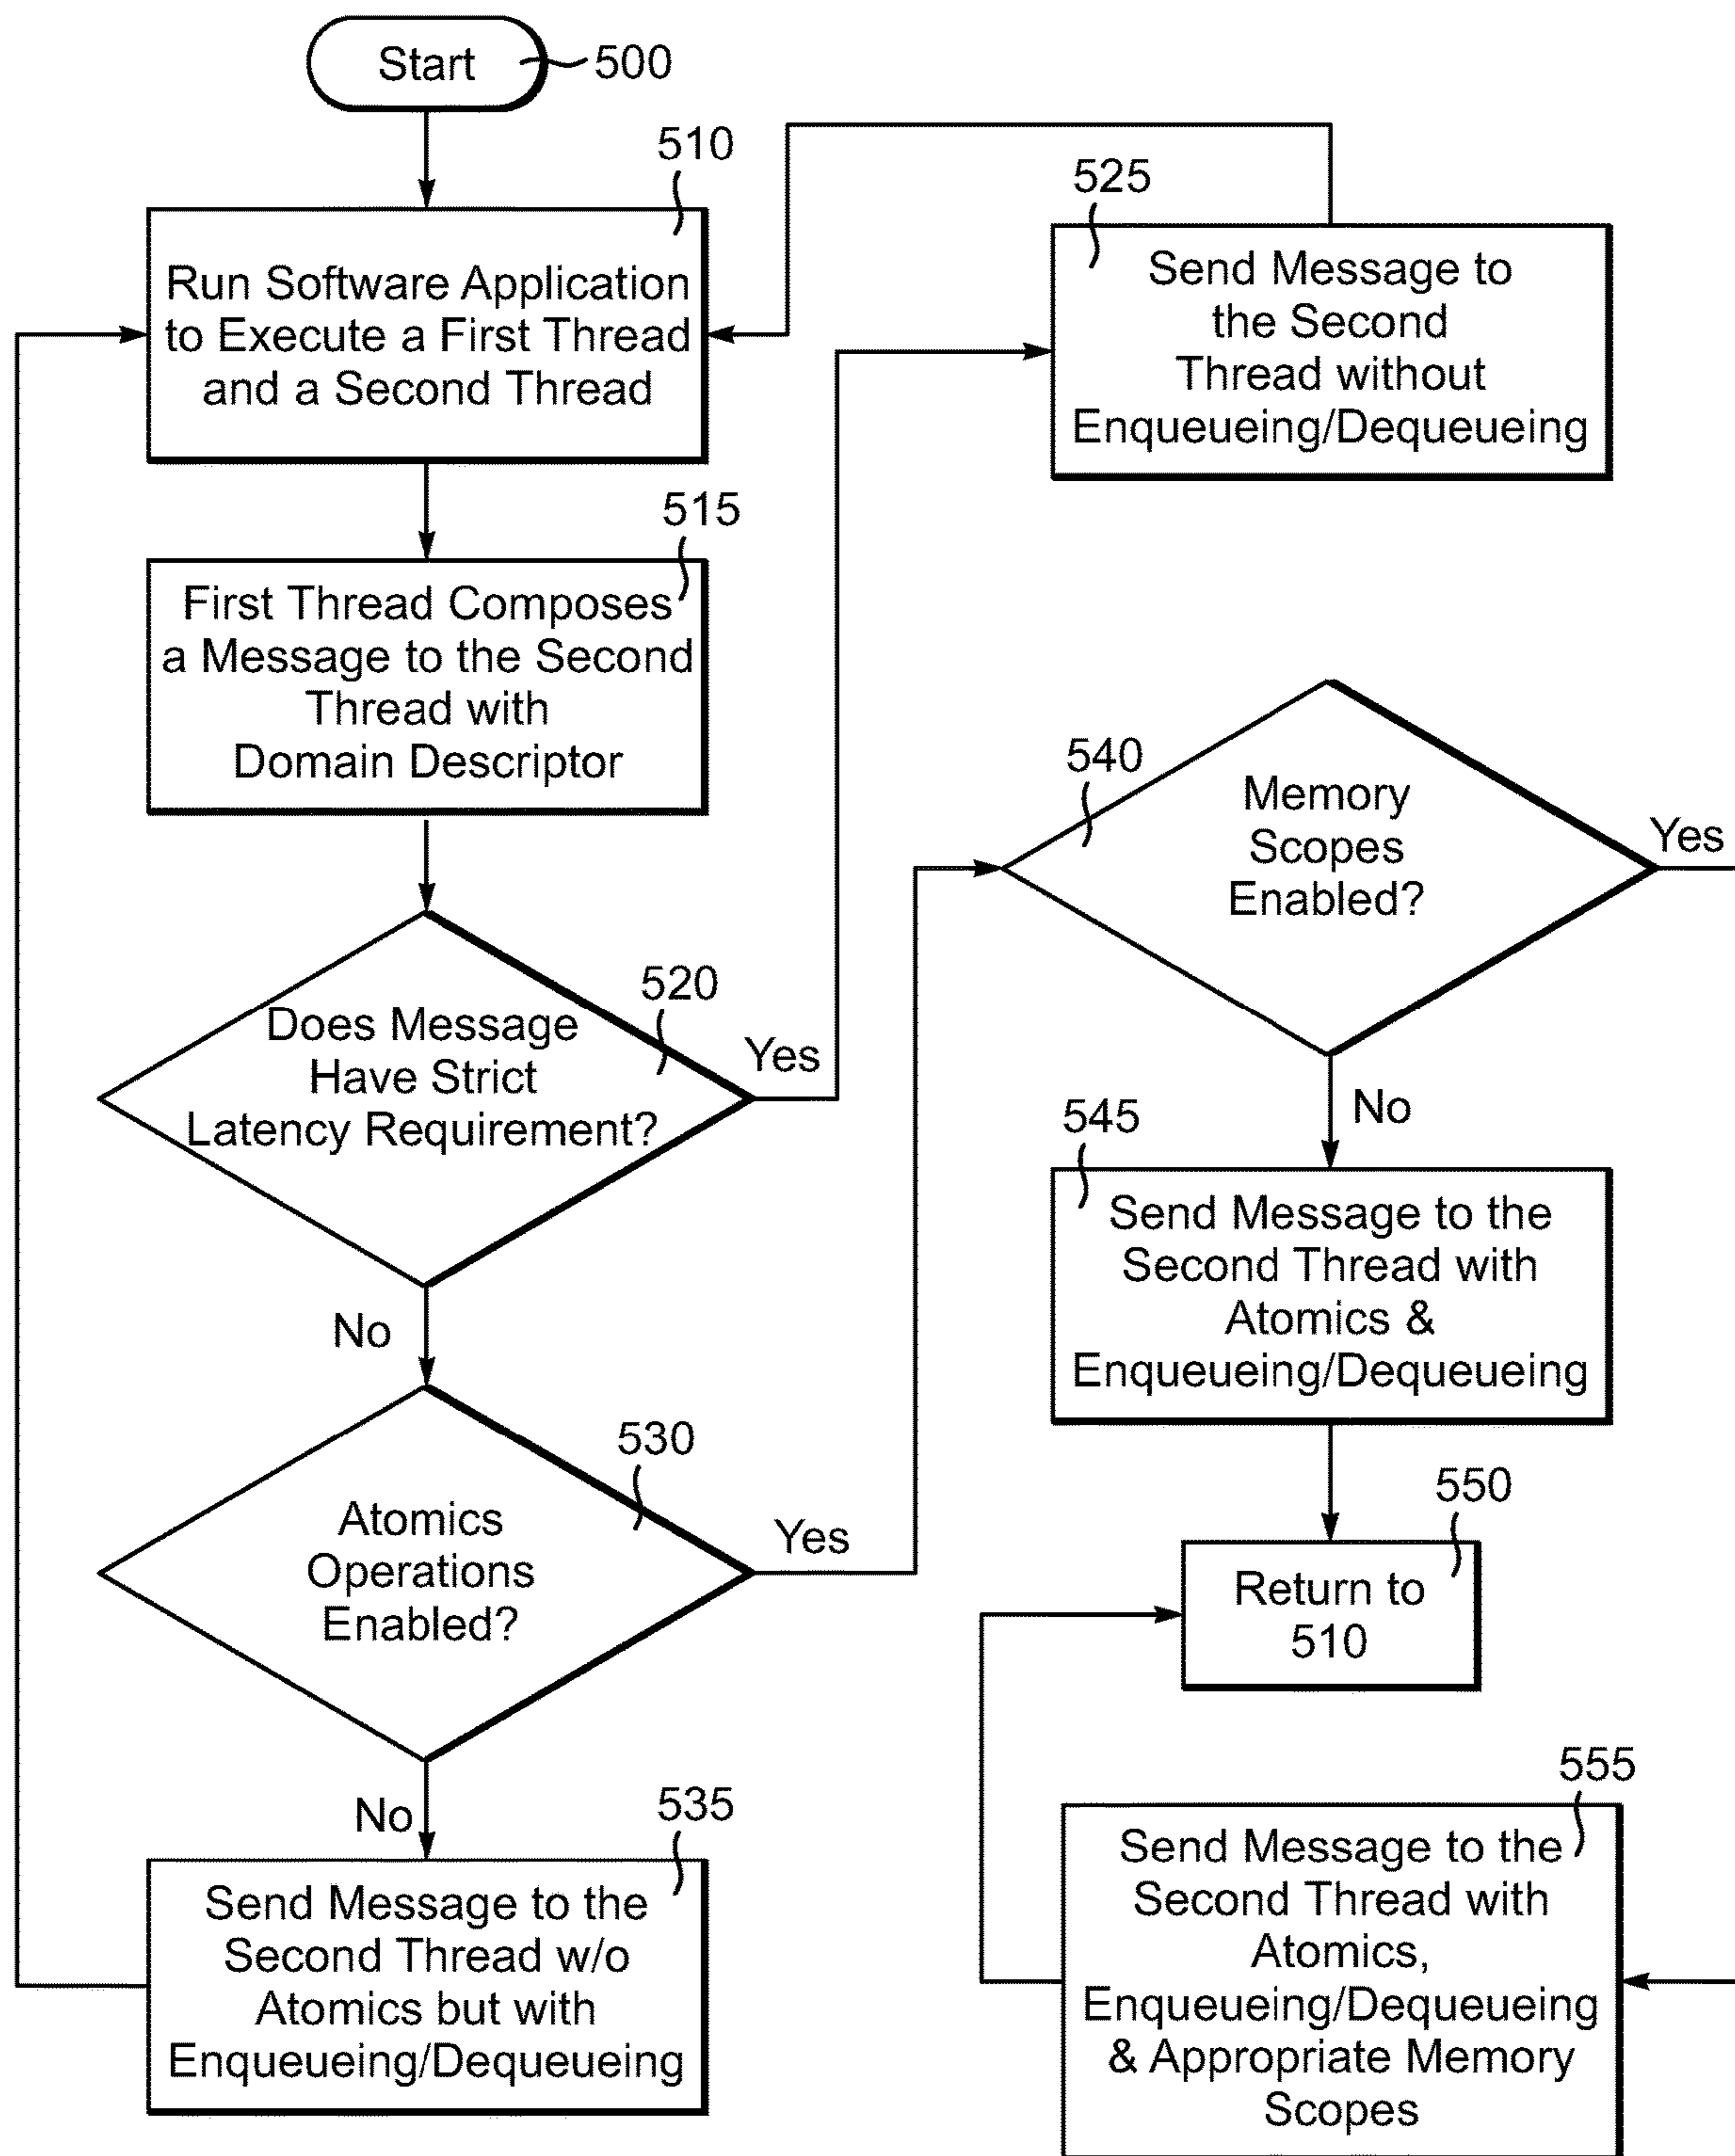 Start
500
510
Run Software Application
to Execute a First Thread
and a Second Thread
525
Send Message to
the Second
Thread without
Enqueueing/Dequeueing
515
First Thread Composes
a Message to the Second
Thread with
Domain Descriptor
520
Does Message
Have Strict
Latency Requirement?
Yes
No
540
Memory
Scopes
Enabled?
Yes
No
530
Atomics
Operations
Enabled?
Yes
No
545
Send Message to the
Second Thread with
Atomics &
Enqueueing/Dequeueing
550
Return to
510
535
Send Message to the
Second Thread w/o
Atomics but with
Enqueueing/Dequeueing
555
Send Message to the
Second Thread with
Atomics,
Enqueueing/Dequeueing
& Appropriate Memory
Scopes